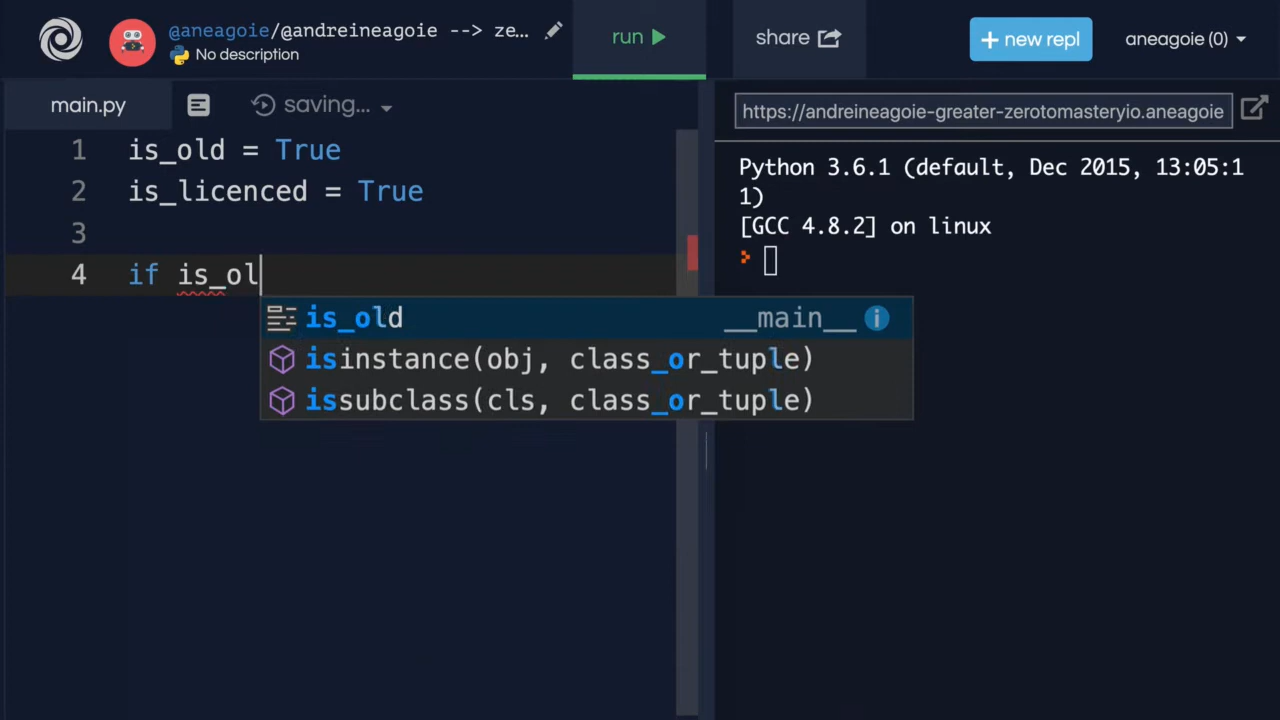 @aneagoie/@andreineagoie --> ze...
No description
run
share
+ new repl
aneagoie (0)
main.py
saving...
https://andreineagoie-greater-zerotomasteryio.aneagoie
1 is_old = True
2 is_licenced = True
3
4 if is_ol
is_old __main__ i
isinstance(obj, class_or_tuple)
issubclass(cls, class_or_tuple)
Python 3.6.1 (default, Dec 2015, 13:05:1
1)
[GCC 4.8.2] on linux